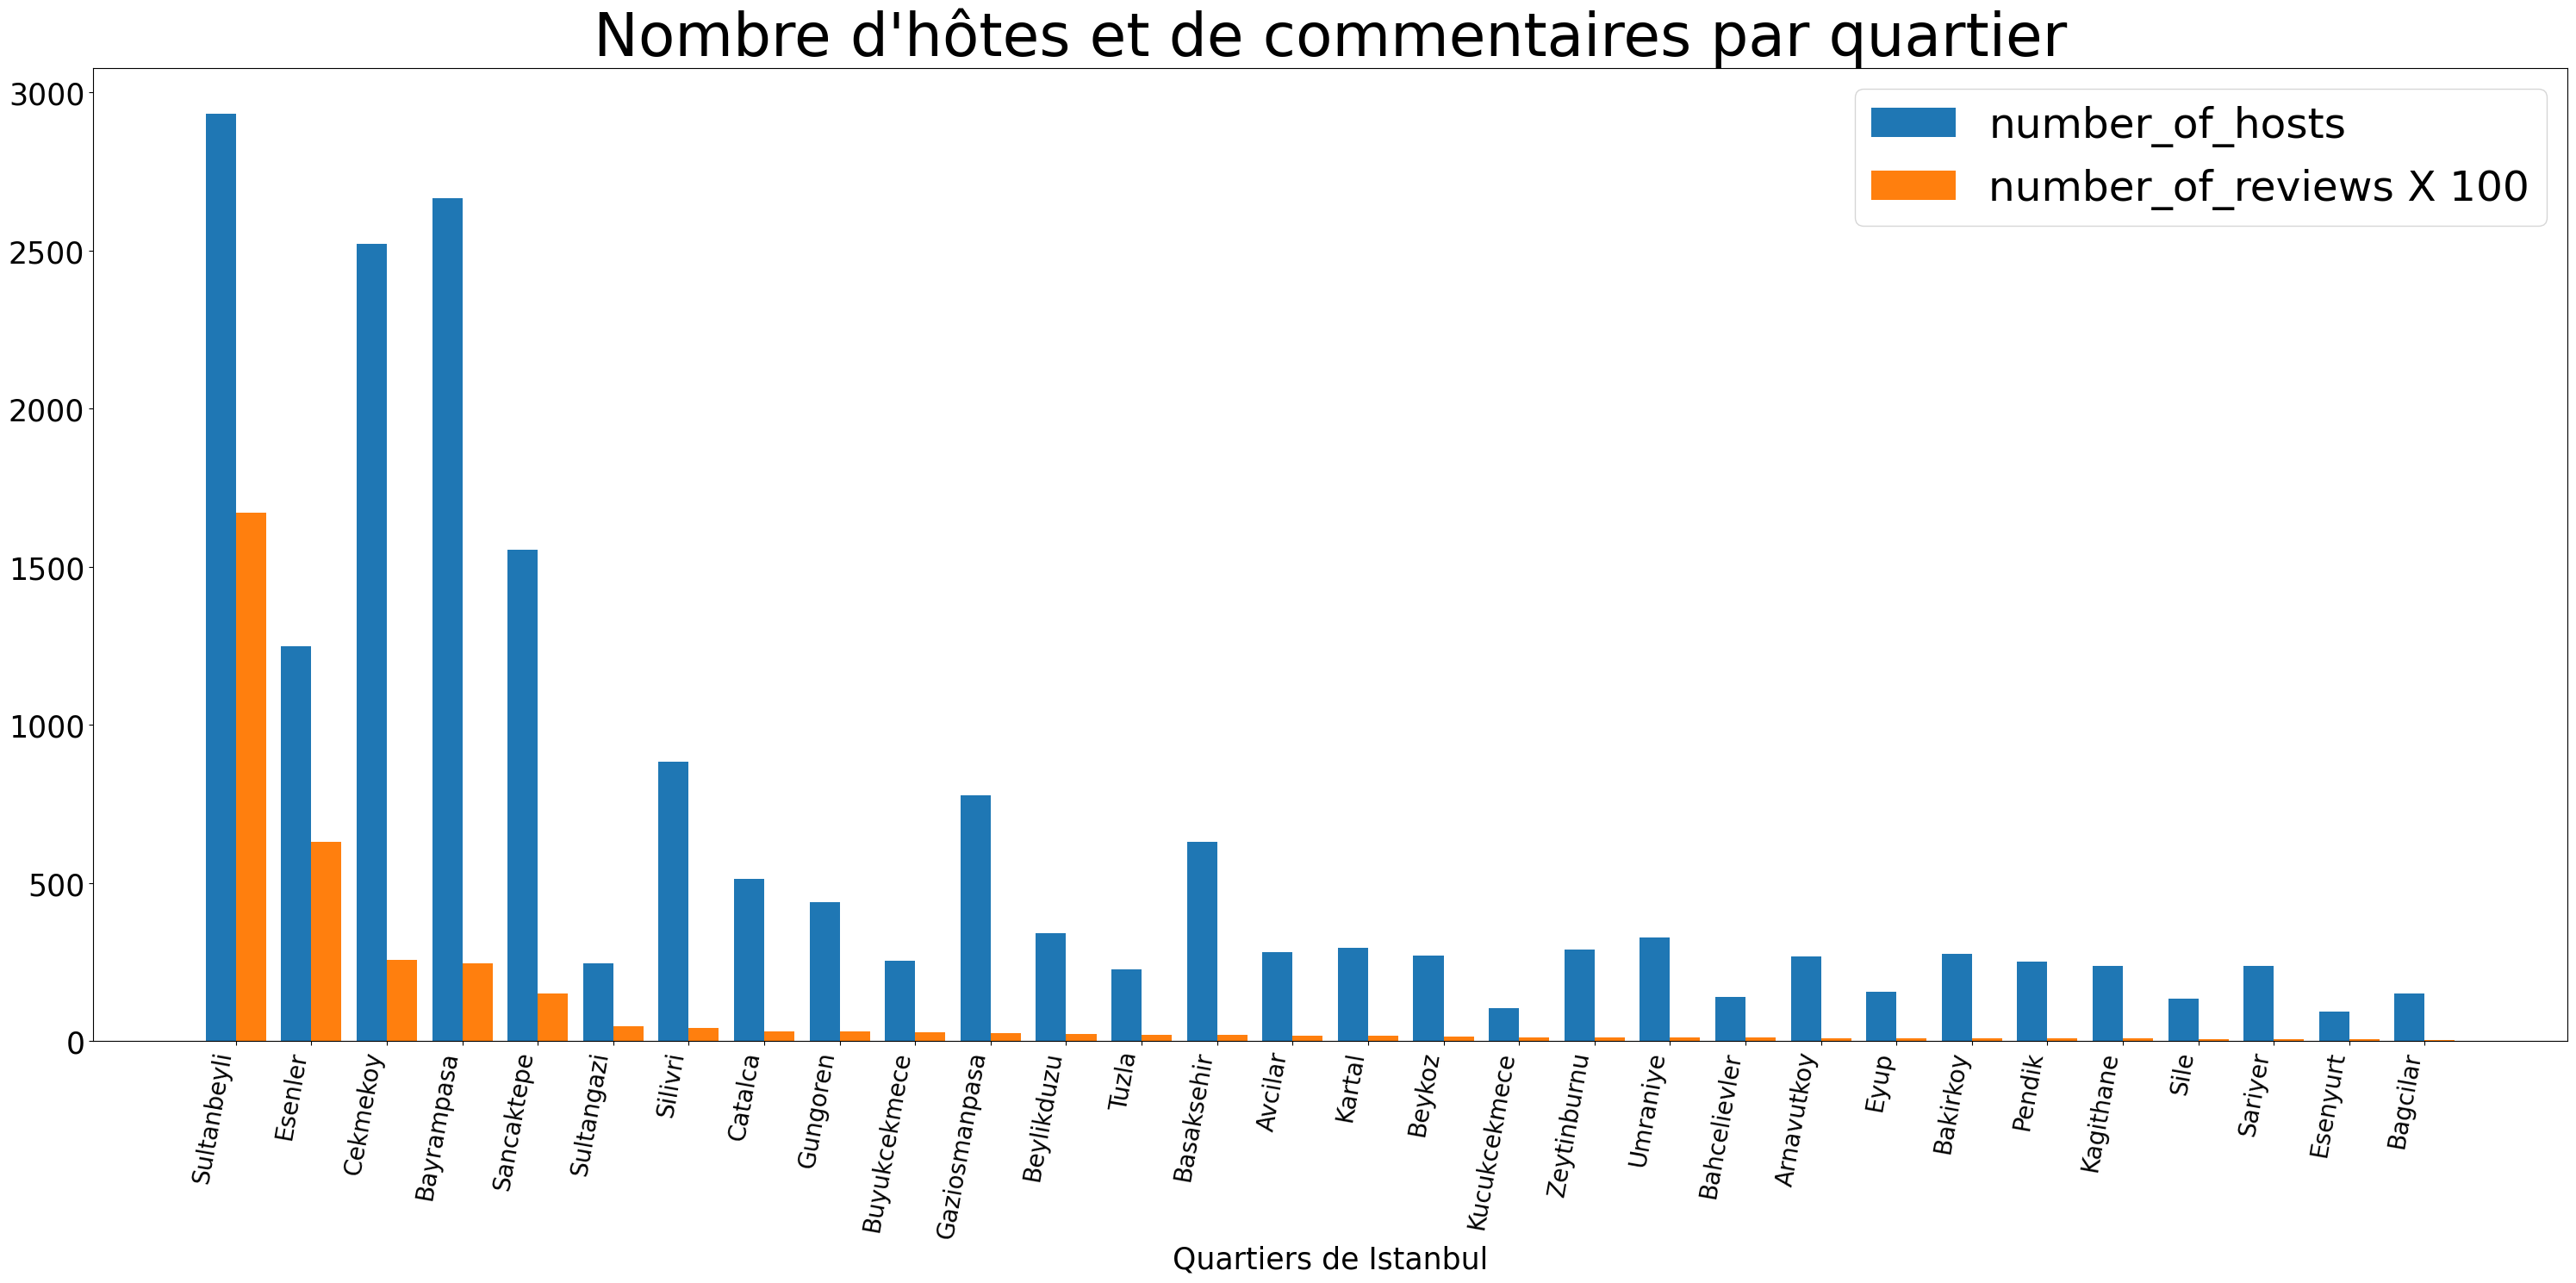 Nombre d'hôtes et de commentaires par quartier
number_of_hosts
number_of_reviews X 100
3000
2500
2000
1500
1000
500
0
Sultanbeyli
Esenler
Cekmekoy
Bayrampasa
Sancaktepe
Sultangazi
Silivri
Catalca
Gungoren
Buyukcekmece
Gaziosmanpasa
Beylikduzu
Tuzla
Basaksehir
Avcilar
Kartal
Beykoz
Kucukcekmece
Zeytinburnu
Umraniye
Bahcelievler
Arnavutkoy
Eyup
Bakirkoy
Pendik
Kagithane
Sile
Sariyer
Esenyurt
Bagcilar
Quartiers de Istanbul